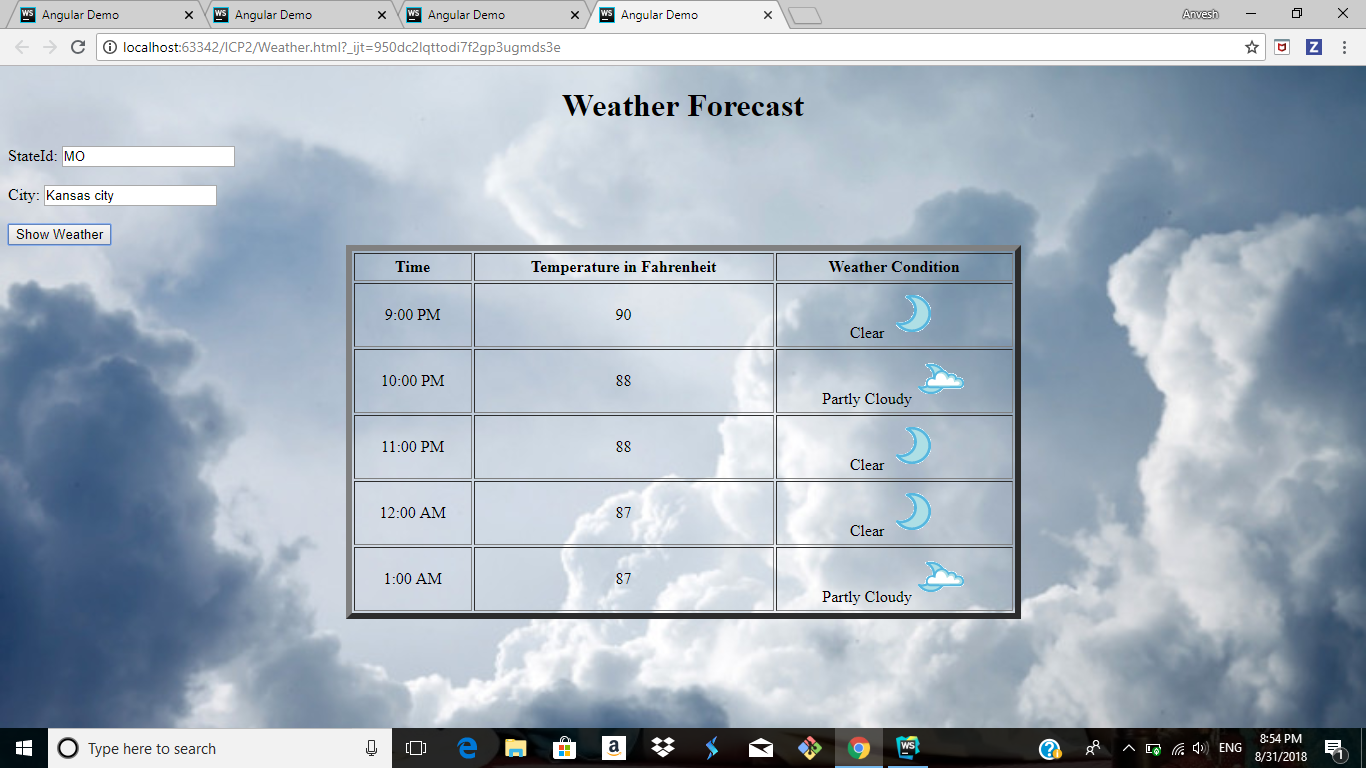 WS Angular Demo WS Angular Demo WS Angular Demo WS Angular Demo Anvesh
localhost:63342/ICP2/Weather.html?_ijt=950dc2lqttodi7f2gp3ugmds3e Z
Weather Forecast
StateId: MO
City: Kansas city
Show Weather
Time Temperature in Fahrenheit Weather Condition
9:00 PM 90 Clear
10:00 PM 88 Partly Cloudy
11:00 PM 88 Clear
12:00 AM 87 Clear
1:00 AM 87 Partly Cloudy
Type here to search a WS ENG 8:54 PM
8/31/2018 1